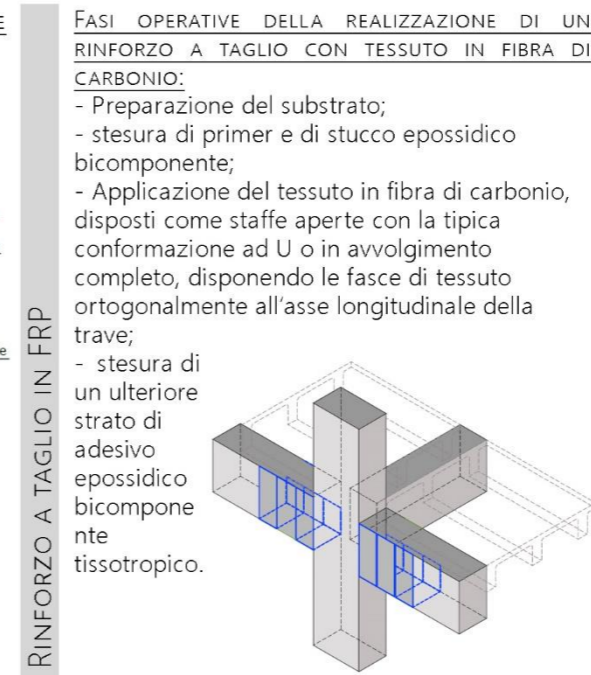 FASI OPERATIVE DELLA REALIZZAZIONE DI UN
RINFORZO A TAGLIO CON TESSUTO IN FIBRA DI
CARBONIO:
- Preparazione del substrato;
- stesura di primer e di stucco epossidico
bicomponente;
- Applicazione del tessuto in fibra di carbonio,
disposti come staffe aperte con la tipica
conformazione ad U o in avvolgimento
completo, disponendo le fasce di tessuto
ortogonalmente all'asse longitudinale della
trave;
- stesura di
un ulteriore
strato di
adesivo
epossidico
bicompone
nte
tissotropico.
RINFORZO A TAGLIO IN FRP